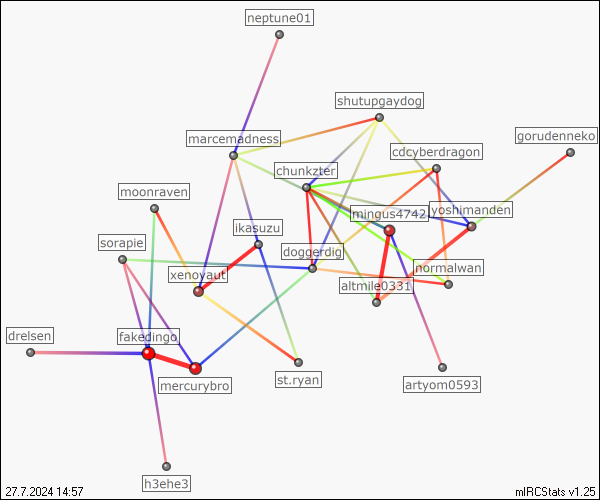 neptune01
shutupgaydog
marcemadness
gorudenneko
cdcyberdragon
chunkzter
moonraven
mingus4742
yoshimanden
ikasuzu
sorapie
doggerdig
xenoyaut
normalwan
altmile0331
drelsen
fakedingo
mercurybro
st.ryan
artyom0593
h3ehe3
27.7.2024 14:57
mIRCStats v1.25